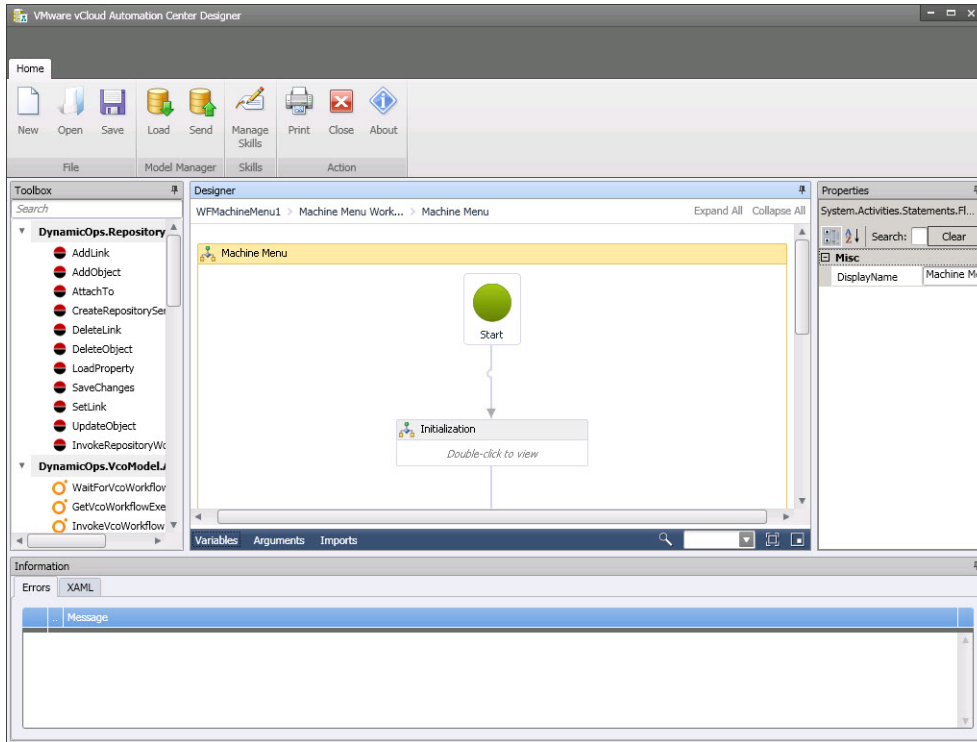 VMware vCloud Automation Center Designer
Home
New Open Save Load Send Manage Skills Print Close About
File Model Manager Skills Action
Toolbox
Search
DynamicOps.Repository
AddLink
AddObject
AttachTo
CreateRepositorySer
DeleteLink
DeleteObject
LoadProperty
SaveChanges
SetLink
UpdateObject
InvokeRepositoryWo
DynamicOps.VcoModel.A
WaitForVcoWorkflow
GetVcoWorkflowExe
InvokeVcoWorkflow
Designer
WFMachineMenu1 > Machine Menu Work... > Machine Menu Expand All Collapse All
Machine Menu
Start
Initialization
Double-click to view
Variables Arguments Imports
Properties
System.Activities.Statements.Fl...
Search: Clear
Misc
DisplayName Machine M
Information
Errors XAML
.. Message